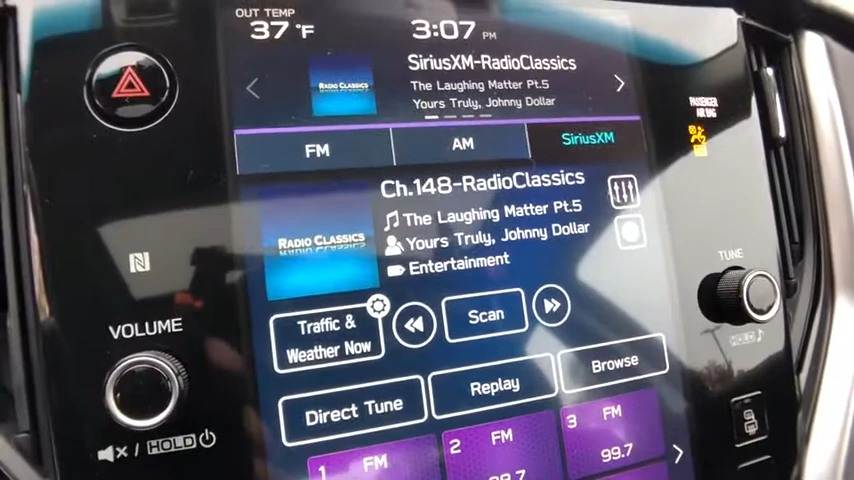 OUT TEMP
37 °F
3:07 PM
SiriusXM-RadioClassics
RADIO CLASSICS
The Laughing Matter Pt.5
Yours Truly, Johnny Dollar
FM
AM
SiriusXM
PASSENGER
AIR BAG
Ch.148-RadioClassics
RADIO CLASSICS
The Laughing Matter Pt.5
Yours Truly, Johnny Dollar
Entertainment
TUNE
VOLUME
Traffic &
Weather Now
Scan
Direct Tune
Replay
Browse
/ HOLD
1 FM
2 FM
3 FM
99.7